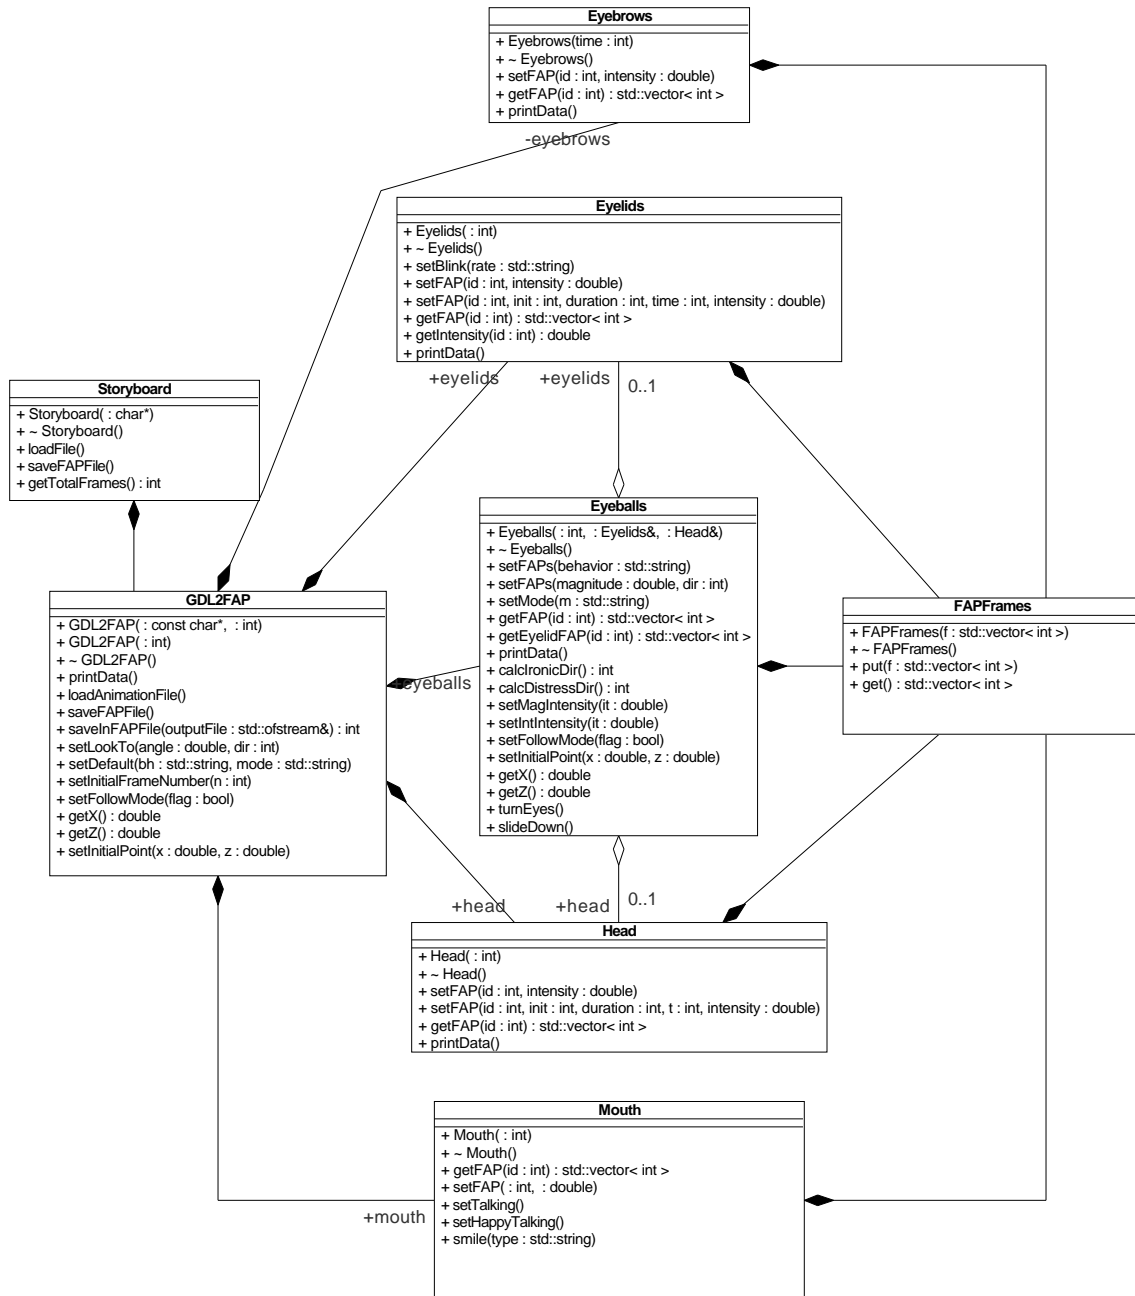 Eyebrows
+ Eyebrows(time : int)
+ ~ Eyebrows()
+ setFAP(id : int, intensity : double)
+ getFAP(id : int) : std::vector< int >
+ printData()
-eyebrows
Eyelids
+ Eyelids( : int)
+ ~ Eyelids()
+ setBlink(rate : std::string)
+ setFAP(id : int, intensity : double)
+ setFAP(id : int, init : int, duration : int, time : int, intensity : double)
+ getFAP(id : int) : std::vector< int >
+ getIntensity(id : int) : double
+ printData()
+eyelids
+eyelids
0..1
Storyboard
+ Storyboard( : char*)
+ ~ Storyboard()
+ loadFile()
+ saveFAPFile()
+ getTotalFrames() : int
GDL2FAP
+ GDL2FAP( : const char*, : int)
+ GDL2FAP( : int)
+ ~ GDL2FAP()
+ printData()
+ loadAnimationFile()
+ saveFAPFile()
+ saveInFAPFile(outputFile : std::ofstream&) : int
+ setLookTo(angle : double, dir : int)
+ setDefault(bh : std::string, mode : std::string)
+ setInitialFrameNumber(n : int)
+ setFollowMode(flag : bool)
+ getX() : double
+ getZ() : double
+ setInitialPoint(x : double, z : double)
+eyeballs
Eyeballs
+ Eyeballs( : int, : Eyelids&, : Head&)
+ ~ Eyeballs()
+ setFAPs(behavior : std::string)
+ setFAPs(magnitude : double, dir : int)
+ setMode(m : std::string)
+ getFAP(id : int) : std::vector< int >
+ getEyelidFAP(id : int) : std::vector< int >
+ printData()
+ calcIronicDir() : int
+ calcDistressDir() : int
+ setMagIntensity(it : double)
+ setIntIntensity(it : double)
+ setFollowMode(flag : bool)
+ setInitialPoint(x : double, z : double)
+ getX() : double
+ getZ() : double
+ turnEyes()
+ slideDown()
FAPFrames
+ FAPFrames(f : std::vector< int >)
+ ~ FAPFrames()
+ put(f : std::vector< int >)
+ get() : std::vector< int >
+head
+head
0..1
Head
+ Head( : int)
+ ~ Head()
+ setFAP(id : int, intensity : double)
+ setFAP(id : int, init : int, duration : int, t : int, intensity : double)
+ getFAP(id : int) : std::vector< int >
+ printData()
Mouth
+ Mouth( : int)
+ ~ Mouth()
+ getFAP(id : int) : std::vector< int >
+ setFAP( : int, : double)
+ setTalking()
+ setHappyTalking()
+ smile(type : std::string)
+mouth